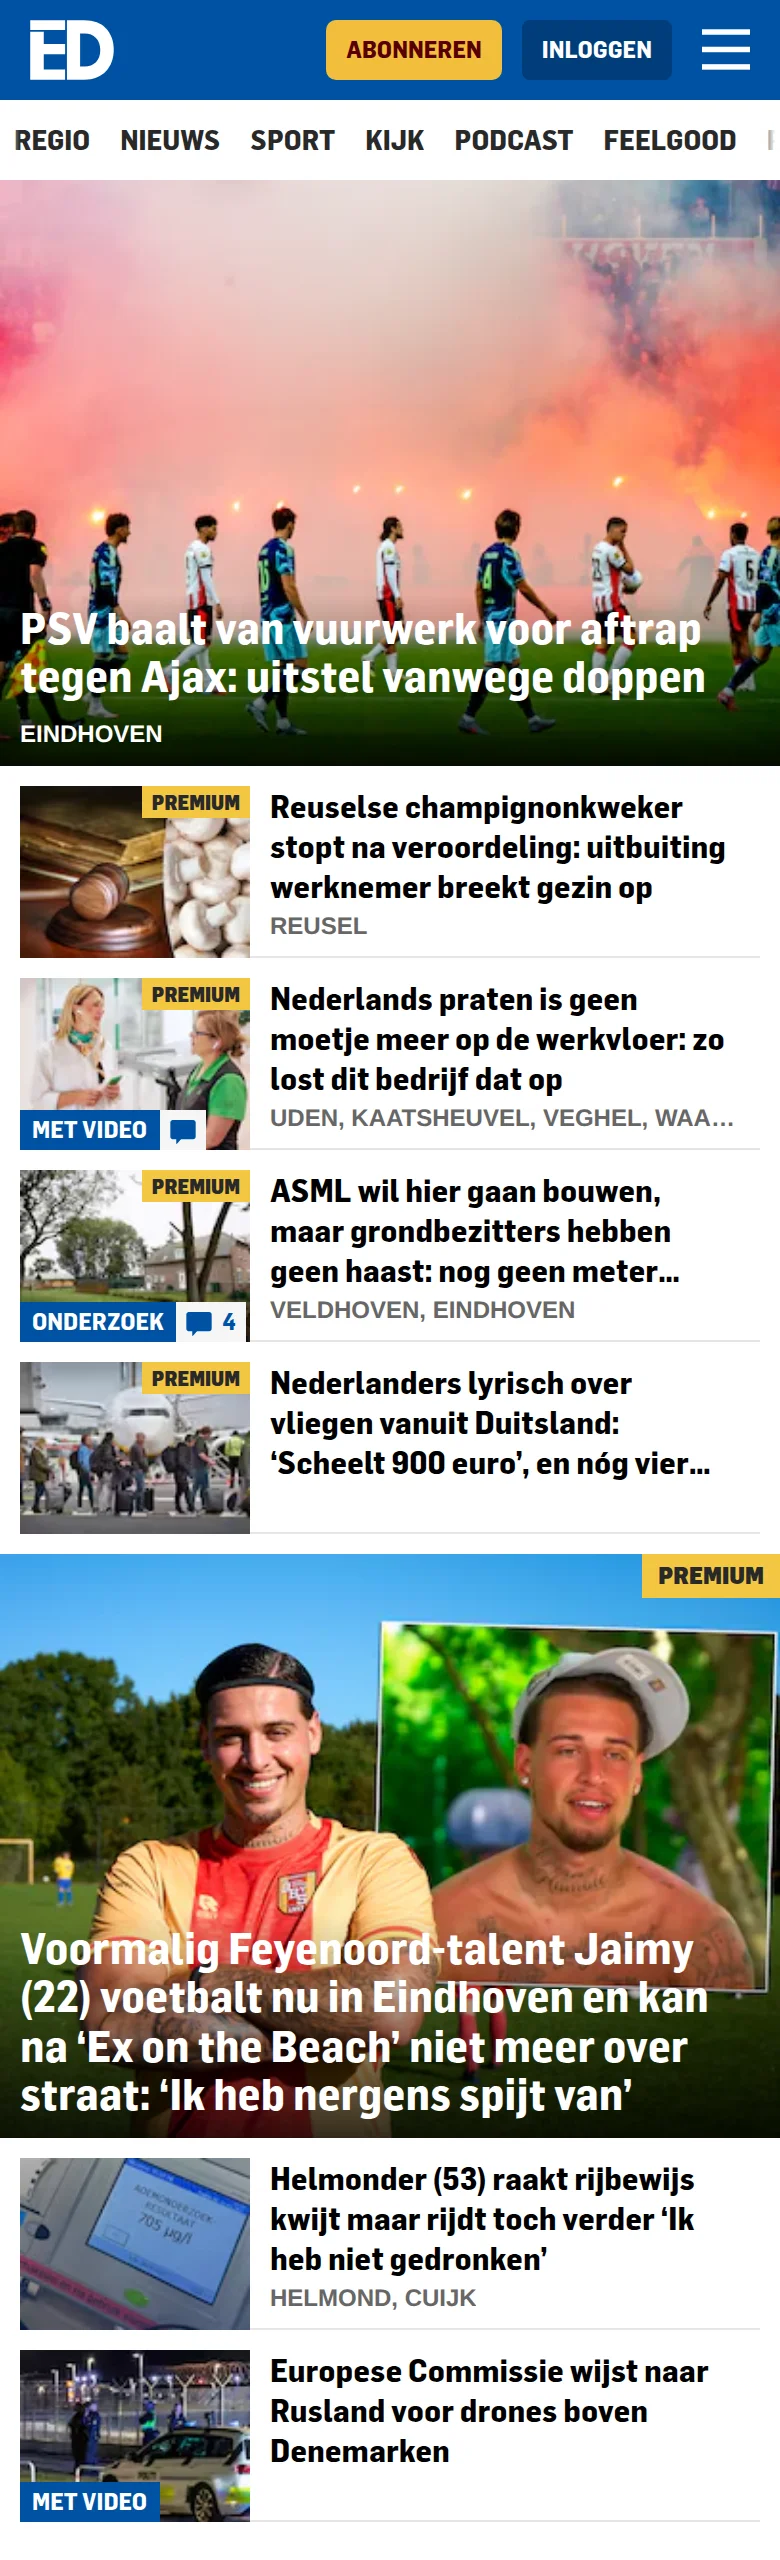 ED
ABONNEREN
INLOGGEN
REGIO NIEUWS SPORT KIJK PODCAST FEELGOOD
PSV baalt van vuurwerk voor aftrap
tegen Ajax: uitstel vanwege doppen
EINDHOVEN
PREMIUM
Reuselse champignonkweker
stopt na veroordeling: uitbuiting
werknemer breekt gezin op
REUSEL
PREMIUM
MET VIDEO
Nederlands praten is geen
moetje meer op de werkvloer: zo
lost dit bedrijf dat op
UDEN, KAATSHEUVEL, VEGHEL, WAA...
PREMIUM
ONDERZOEK 4
ASML wil hier gaan bouwen,
maar grondbezitters hebben
geen haast: nog geen meter...
VELDHOVEN, EINDHOVEN
PREMIUM
Nederlanders lyrisch over
vliegen vanuit Duitsland:
‘Scheelt 900 euro’, en nóg vier...
PREMIUM
Voormalig Feyenoord-talent Jaimy
(22) voetbalt nu in Eindhoven en kan
na ‘Ex on the Beach’ niet meer over
straat: ‘Ik heb nergens spijt van’
ADEMONDERZOEK
RESULTAAT
705 µg/l
Helmonder (53) raakt rijbewijs
kwijt maar rijdt toch verder ‘Ik
heb niet gedronken’
HELMOND, CUIJK
MET VIDEO
Europese Commissie wijst naar
Rusland voor drones boven
Denemarken